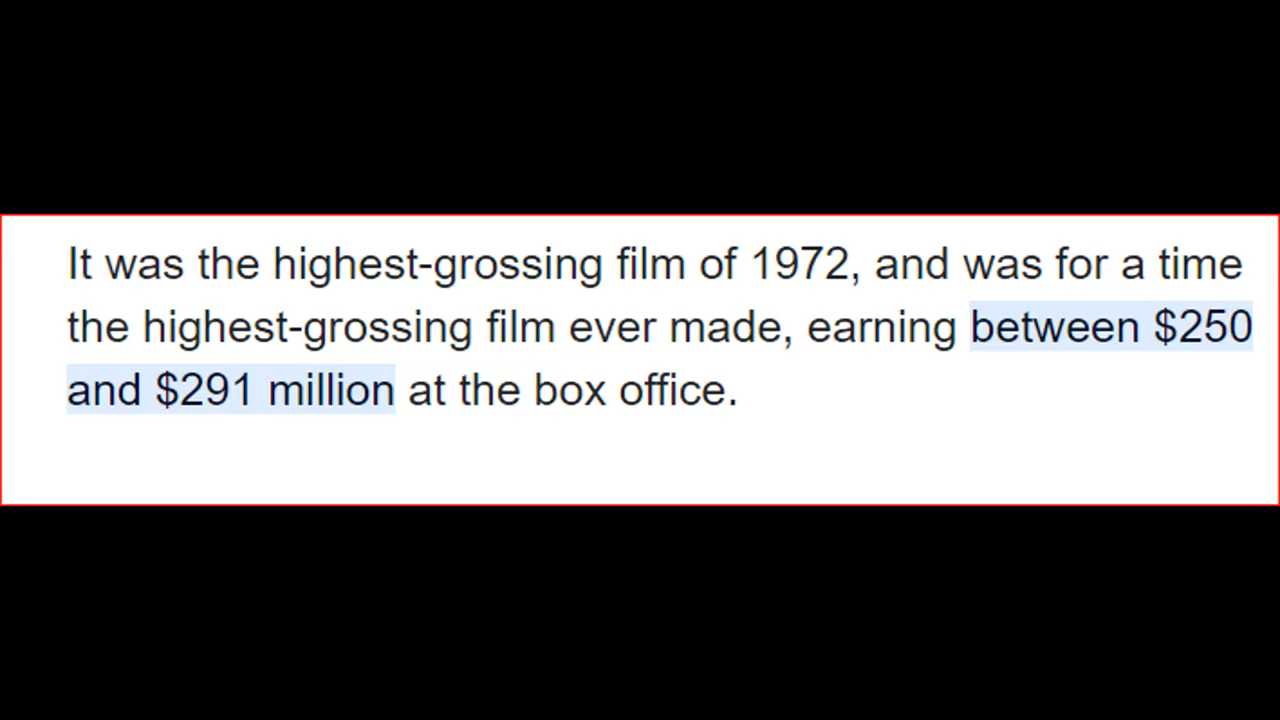 It was the highest-grossing film of 1972, and was for a time
the highest-grossing film ever made, earning between $250
and $291 million at the box office.